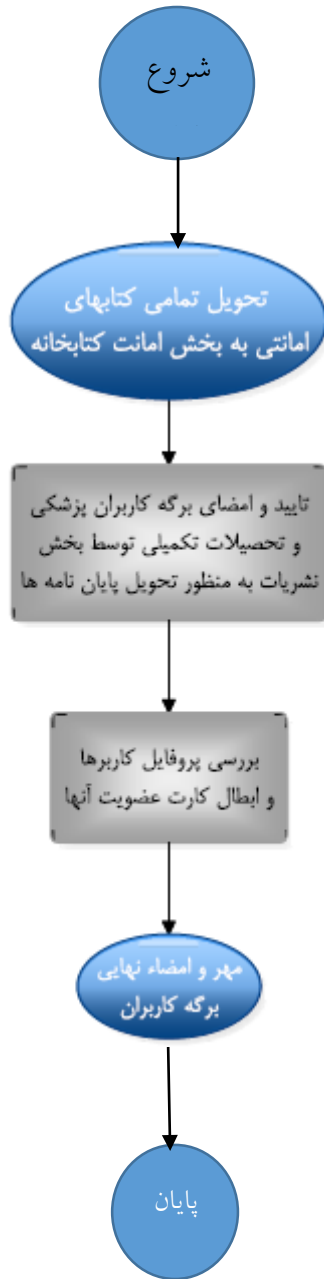 شروع
تحویل تمامی کتابهای
امانتی به بخش امانت کتابخانه
تایید و امضای برگه کاربران پزشکی
و تحصیلات تکمیلی توسط بخش
نشریات به منظور تحویل پایان نامه ها
بررسی پروفایل کاربرها
و ابطال کارت عضویت آنها
مهر و امضاء نهایی
برگه کاربران
پایان